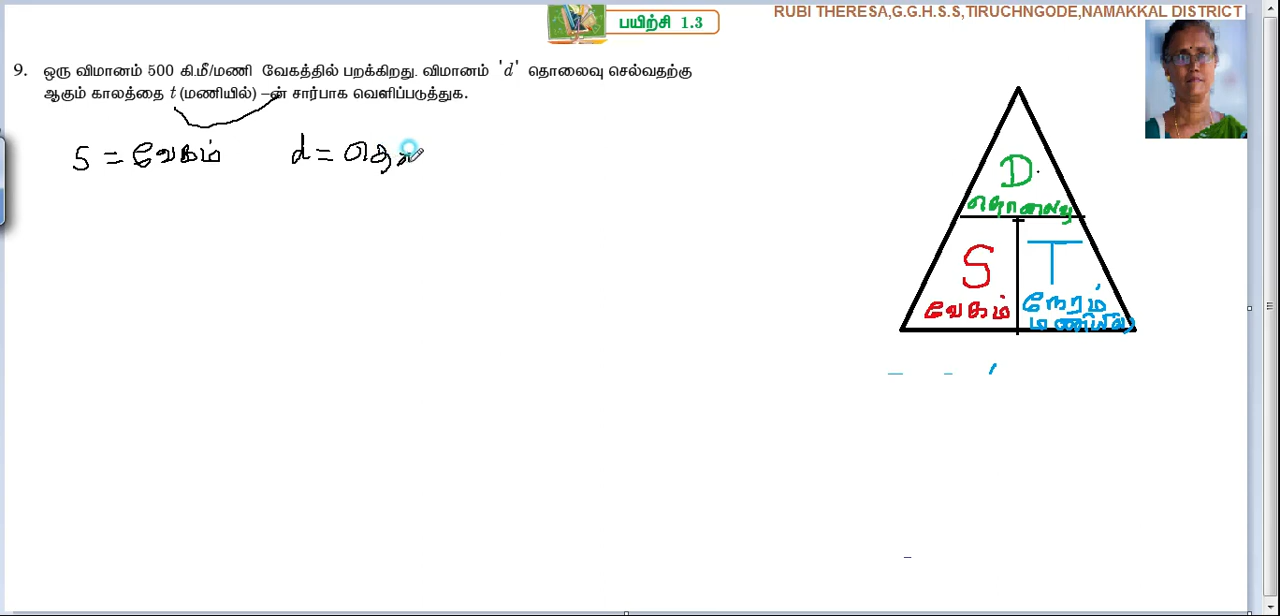 RUBI THERESA,G.G.H.S.S,TIRUCHNGODE,NAMAKKAL DISTRICT
பயிற்சி 1.3
9. ஒரு விமானம் 500 கி.மீ/மணி வேகத்தில் பறக்கிறது. விமானம் 'd' தொலைவு செல்வதற்கு
ஆகும் காலத்தை t (மணியில்) –ன் சார்பாக வெளிப்படுத்துக.
S = வேகம் d = தொ
D
தொலைவு
S T
வேகம் நேரம்
மணியில்